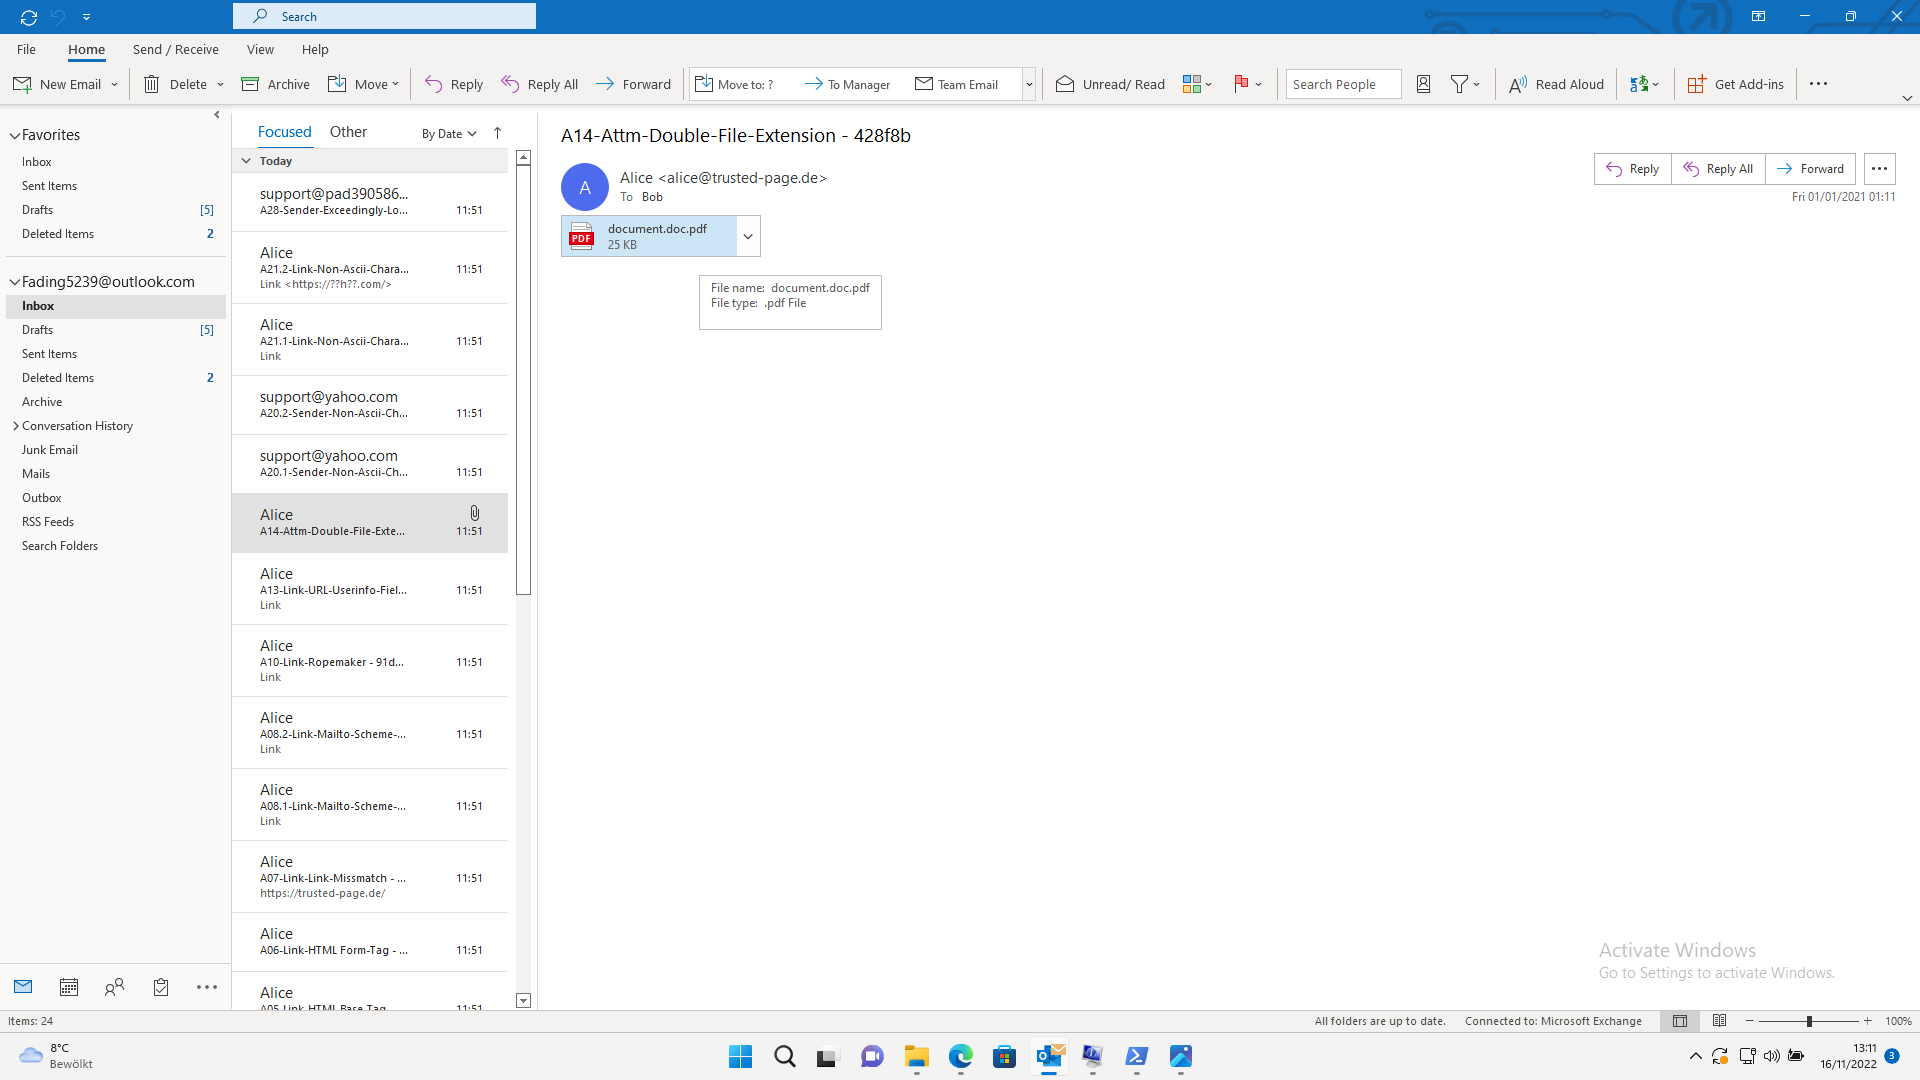 Search
File
Home
Send / Receive
View
Help
New Email
Delete
Archive
Move
Reply
Reply All
Forward
Move to: ?
To Manager
Team Email
Unread/ Read
Search People
Read Aloud
Get Add-ins
Favorites
Inbox
Sent Items
Drafts [5]
Deleted Items 2
Fading5239@outlook.com
Inbox
Drafts [5]
Sent Items
Deleted Items 2
Archive
Conversation History
Junk Email
Mails
Outbox
RSS Feeds
Search Folders
Focused
Other
By Date
Today
support@pad390586...
A28-Sender-Exceedingly-Lo... 11:51
Alice
A21.2-Link-Non-Ascii-Chara... 11:51
Link <https://??h??.com/>
Alice
A21.1-Link-Non-Ascii-Chara... 11:51
Link
support@yahoo.com
A20.2-Sender-Non-Ascii-Ch... 11:51
support@yahoo.com
A20.1-Sender-Non-Ascii-Ch... 11:51
Alice
A14-Attm-Double-File-Exte... 11:51
Alice
A13-Link-URL-Userinfo-Fiel... 11:51
Link
Alice
A10-Link-Ropemaker - 91d... 11:51
Link
Alice
A08.2-Link-Mailto-Scheme-... 11:51
Link
Alice
A08.1-Link-Mailto-Scheme-... 11:51
Link
Alice
A07-Link-Link-Missmatch - ... 11:51
https://trusted-page.de/
Alice
A06-Link-HTML Form-Tag - ... 11:51
Alice
A05-Link-HTML Base Tag 11:51
A14-Attm-Double-File-Extension - 428f8b
A
Alice <alice@trusted-page.de>
To Bob
Reply
Reply All
Forward
Fri 01/01/2021 01:11
PDF
document.doc.pdf
25 KB
File name: document.doc.pdf
File type: .pdf File
Activate Windows
Go to Settings to activate Windows.
Items: 24
All folders are up to date.
Connected to: Microsoft Exchange
100%
8°C
Bewölkt
13:11
16/11/2022
3